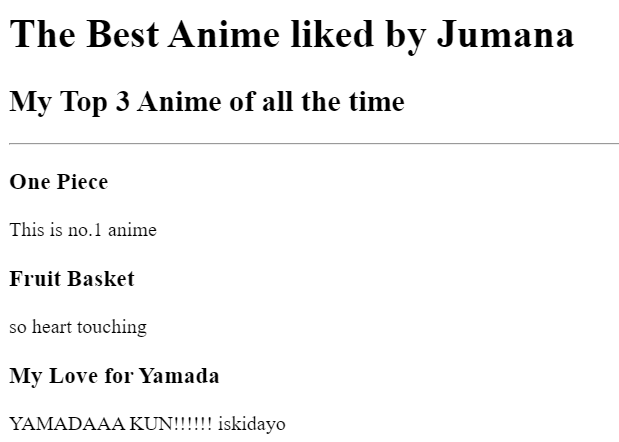 The Best Anime liked by Jumana
My Top 3 Anime of all the time
One Piece
This is no.1 anime
Fruit Basket
so heart touching
My Love for Yamada
YAMADAAA KUN!!!!!! iskidayo